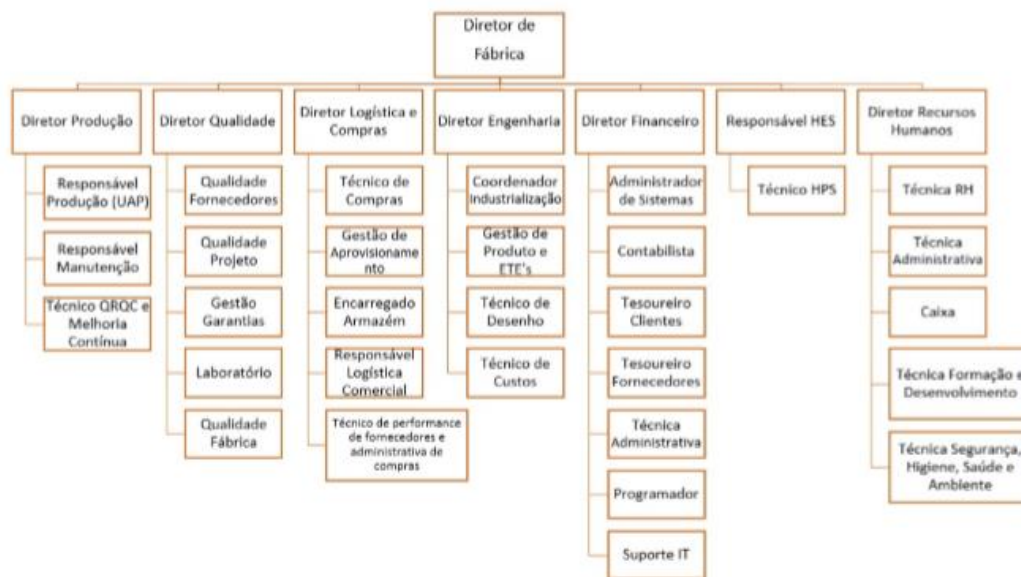 Diretor de
Fábrica
Diretor Produção
Diretor Qualidade
Diretor Logística e
Compras
Diretor Engenharia
Diretor Financeiro
Responsável HES
Diretor Recursos
Humanos
Responsável
Produção (UAP)
Responsável
Manutenção
Técnico QRQC e
Melhoria
Contínua
Qualidade
Fornecedores
Qualidade
Projeto
Gestão
Garantias
Laboratório
Qualidade
Fábrica
Técnico de
Compras
Gestão de
Aprovisioname
nto
Encarregado
Armazém
Responsável
Logística
Comercial
Técnico de performance
de fornecedores e
administrativa de
compras
Coordenador
Industrialização
Gestão de
Produto e
ETE's
Técnico de
Desenho
Técnico de
Custos
Administrador
de Sistemas
Contabilista
Tesoureiro
Clientes
Tesoureiro
Fornecedores
Técnica
Administrativa
Programador
Suporte IT
Técnico HPS
Técnica RH
Técnica
Administrativa
Caixa
Técnica Formação e
Desenvolvimento
Técnica Segurança,
Higiene, Saúde e
Ambiente